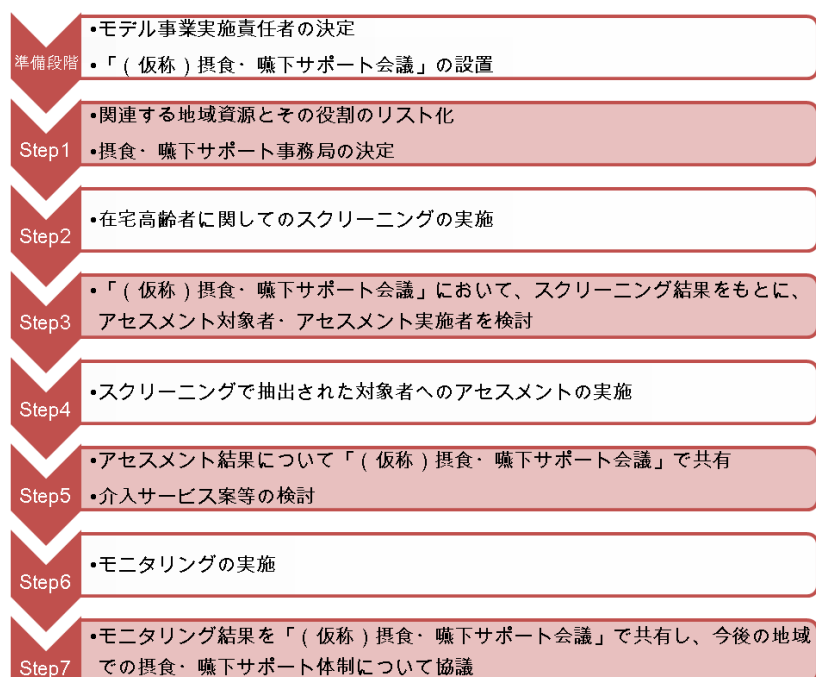 準備段階
•モデル事業実施責任者の決定
•「(仮称)摂食・嚥下サポート会議」の設置
Step1
•関連する地域資源とその役割のリスト化
•摂食・嚥下サポート事務局の決定
Step2
•在宅高齢者に関してのスクリーニングの実施
Step3
•「(仮称)摂食・嚥下サポート会議」において、スクリーニング結果をもとに、
アセスメント対象者・アセスメント実施者を検討
Step4
•スクリーニングで抽出された対象者へのアセスメントの実施
Step5
•アセスメント結果について「(仮称)摂食・嚥下サポート会議」で共有
•介入サービス案等の検討
Step6
•モニタリングの実施
Step7
•モニタリング結果を「(仮称)摂食・嚥下サポート会議」で共有し、今後の地域
での摂食・嚥下サポート体制について協議